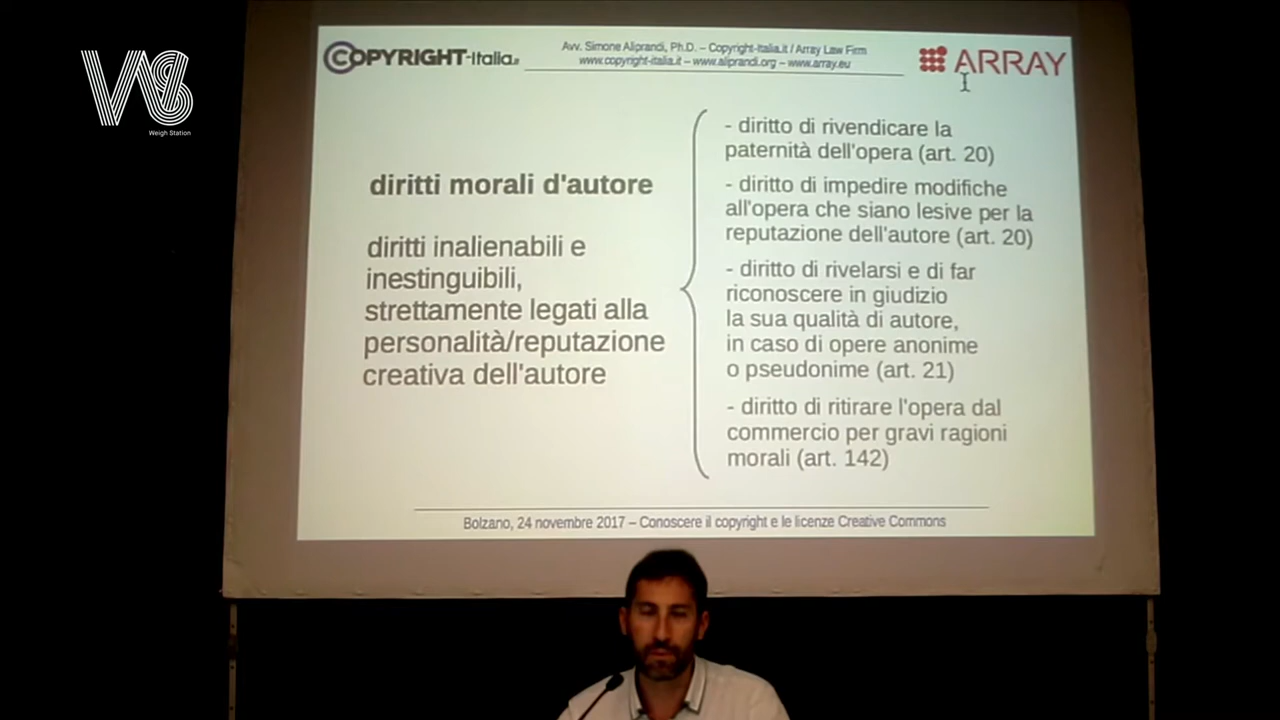 WS
Weigh Station
COPYRIGHT-Italia.it
Avv. Simone Aliprandi, Ph.D. – Copyright-Italia.it / Array Law Firm
www.copyright-italia.it – www.aliprandi.org – www.array.eu
ARRAY
diritti morali d'autore
diritti inalienabili e
inestinguibili,
strettamente legati alla
personalità/reputazione
creativa dell'autore
- diritto di rivendicare la
paternità dell'opera (art. 20)
- diritto di impedire modifiche
all'opera che siano lesive per la
reputazione dell'autore (art. 20)
- diritto di rivelarsi e di far
riconoscere in giudizio
la sua qualità di autore,
in caso di opere anonime
o pseudonime (art. 21)
- diritto di ritirare l'opera dal
commercio per gravi ragioni
morali (art. 142)
Bolzano, 24 novembre 2017 – Conoscere il copyright e le licenze Creative Commons